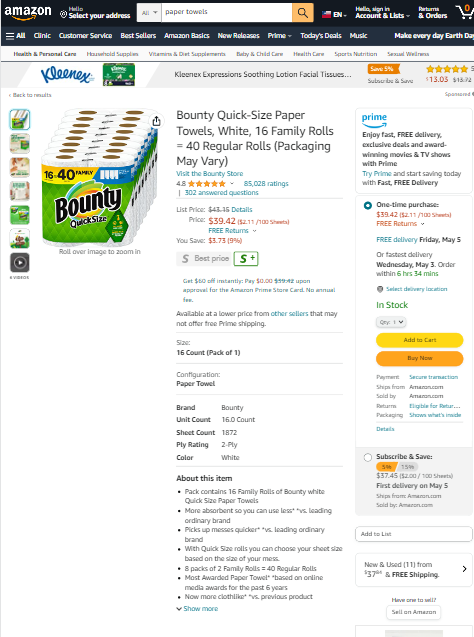 amazon
Hello
Select your address
All
paper towels
EN
Hello, sign in
Account & Lists
Returns
& Orders
0
All
Clinic
Customer Service
Best Sellers
Amazon Basics
New Releases
Prime
Today's Deals
Music
Make every day Earth Day
Health & Personal Care
Household Supplies
Vitamins & Diet Supplements
Baby & Child Care
Health Care
Sports Nutrition
Sexual Wellness
Kleenex
Kleenex Expressions Soothing Lotion Facial Tissues...
Save 5%
Subscribe & Save
$13.03
Sponsored
‹ Back to results
16=40 FAMILY
Bounty
Quick Size
Roll over image to zoom in
6 VIDEOS
Bounty Quick-Size Paper
Towels, White, 16 Family Rolls
= 40 Regular Rolls (Packaging
May Vary)
Visit the Bounty Store
4.8
85,028 ratings
| 302 answered questions
List Price: $43.15 Details
Price: $39.42 ($2.11 /100 Sheets)
FREE Returns
You Save: $3.73 (9%)
S Best price
S +
Get $60 off instantly: Pay $0.00 $39.42 upon
approval for the Amazon Prime Store Card. No annual
fee.
Available at a lower price from other sellers that may
not offer free Prime shipping.
Size:
16 Count (Pack of 1)
Configuration:
Paper Towel
Brand Bounty
Unit Count 16.0 Count
Sheet Count 1872
Ply Rating 2-Ply
Color White
About this item
• Pack contains 16 Family Rolls of Bounty white
Quick Size Paper Towels
• More absorbent so you can use less* *vs. leading
ordinary brand
• Picks up messes quicker* *vs. leading ordinary
brand
• With Quick Size rolls you can choose your sheet size
based on the size of your mess.
• 8 packs of 2 Family Rolls = 40 Regular Rolls
• Most Awarded Paper Towel* *based on online
media awards for the past 6 years
• Now more clothlike* *vs. previous product
Show more
prime
Enjoy fast, FREE delivery,
exclusive deals and award-
winning movies & TV shows
with Prime
Try Prime and start saving today
with Fast, FREE Delivery
One-time purchase:
$39.42 ($2.11 /100 Sheets)
FREE Returns
FREE delivery Friday, May 5
Or fastest delivery
Wednesday, May 3. Order
within 6 hrs 34 mins
Select delivery location
In Stock
Qty: 1
Add to Cart
Buy Now
Payment Secure transaction
Ships from Amazon.com
Sold by Amazon.com
Returns Eligible for Retur...
Packaging Shows what's inside
Details
Subscribe & Save:
5% 15%
$37.45 ($2.00 / 100 Sheets)
First delivery on May 5
Ships from: Amazon.com
Sold by: Amazon.com
Add to List
New & Used (11) from
& FREE Shipping.
Have one to sell?
Sell on Amazon